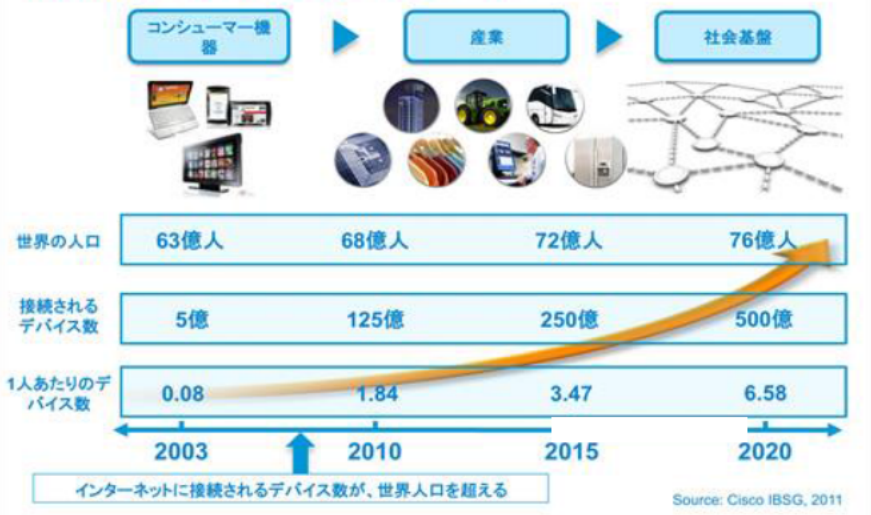 コンシューマー機
器
産業
社会基盤
世界の人口
63億人
68億人
72億人
76億人
接続される
デバイス数
5億
125億
250億
500億
1人あたりのデ
バイス数
0.08
1.84
3.47
6.58
2003
2010
2015
2020
インターネットに接続されるデバイス数が、世界人口を超える
Source: Cisco IBSG, 2011